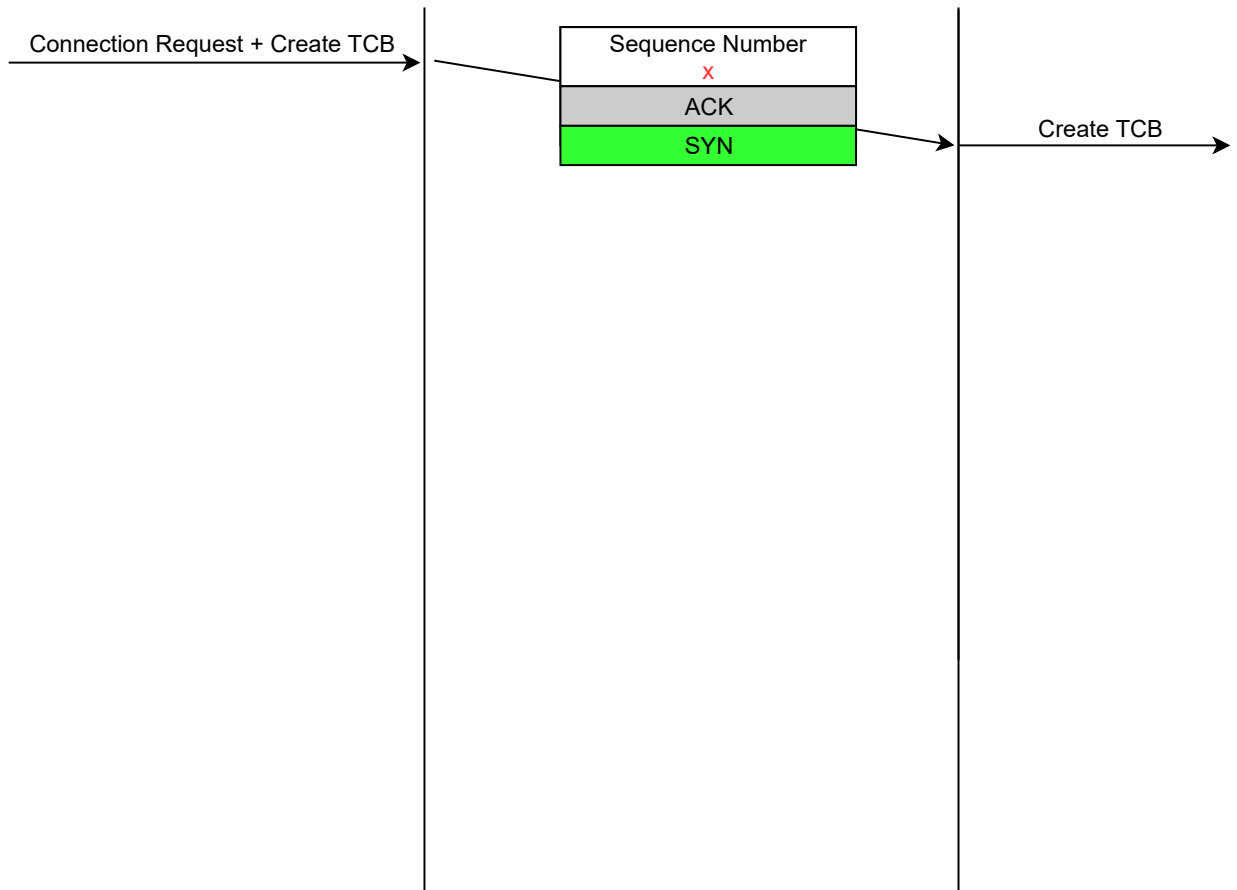 Connection Request + Create TCB
Sequence Number
x
ACK
SYN
Create TCB